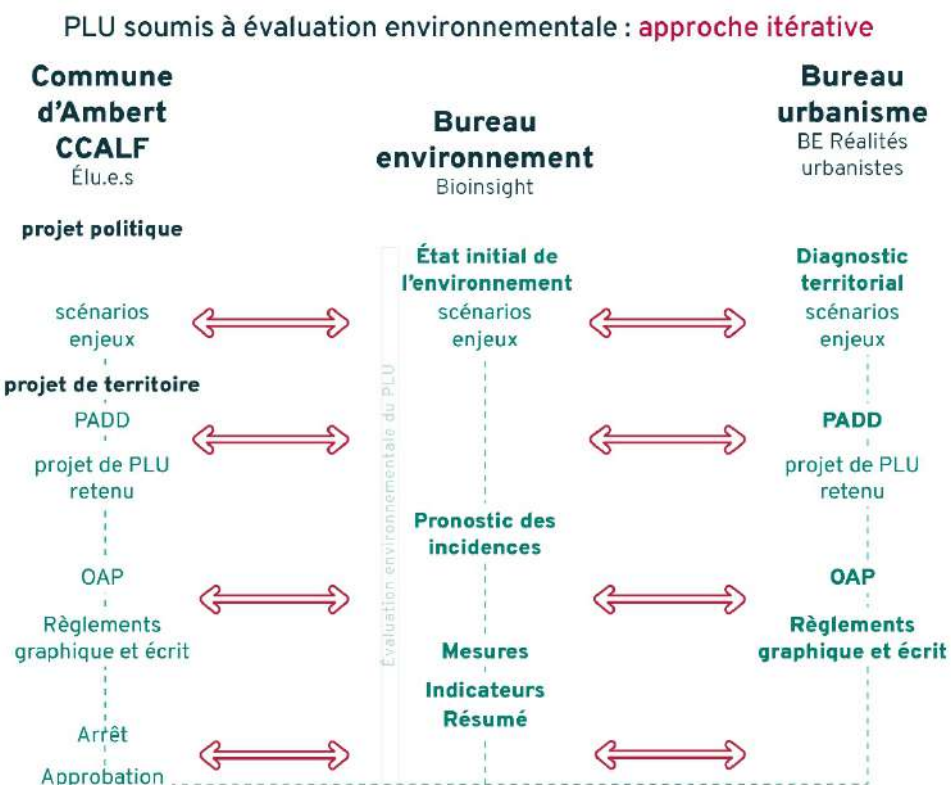 PLU soumis à évaluation environnementale : approche itérative
Commune
d'Ambert
CCALF
Élu.e.s
projet politique
scénarios
enjeux
projet de territoire
PADD
projet de PLU
retenu
OAP
Règlements
graphique et écrit
Arrêt
Approbation
Bureau
environnement
Bioinsight
Évaluation environnementale du PLU
État initial de
l'environnement
scénarios
enjeux
Pronostic des
incidences
Mesures
Indicateurs
Résumé
Bureau
urbanisme
BE Réalités
urbanistes
Diagnostic
territorial
scénarios
enjeux
PADD
projet de PLU
retenu
OAP
Règlements
graphique et écrit